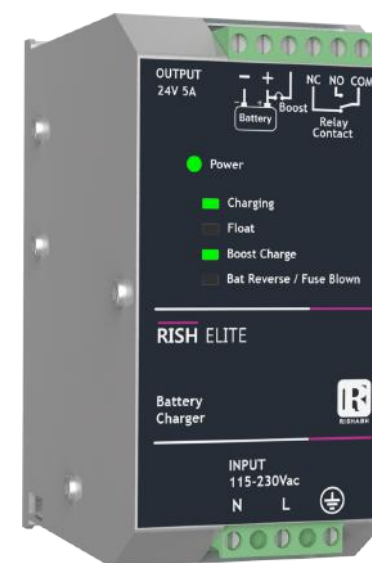 OUTPUT
24V 5A
- +
NC NO COM
- +
Battery
Boost
Relay
Contact
Power
Charging
Float
Boost Charge
Bat Reverse / Fuse Blown
RISH ELITE
Battery
Charger
R
RISHABH
INPUT
115-230Vac
N L